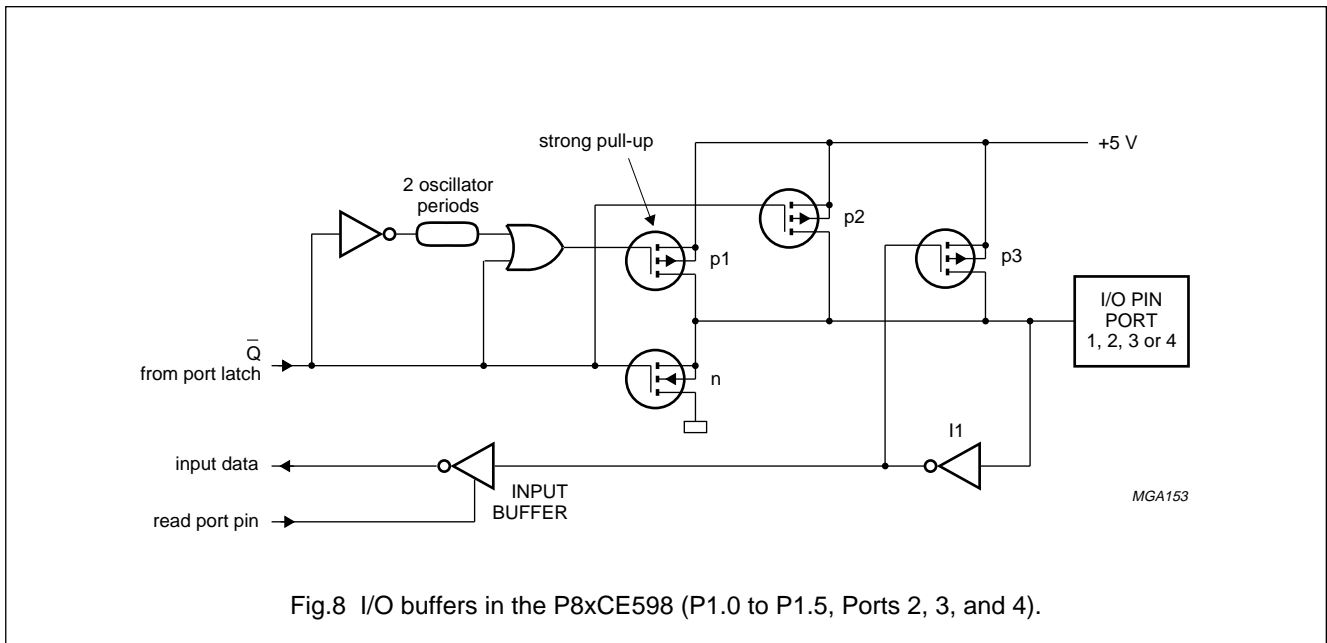 strong pull-up
+5 V
2 oscillator
periods
p2
p1
p3
I/O PIN
PORT
1, 2, 3 or 4
Q̅
from port latch
n
I1
input data
INPUT
BUFFER
read port pin
MGA153
Fig.8 I/O buffers in the P8xCE598 (P1.0 to P1.5, Ports 2, 3, and 4).